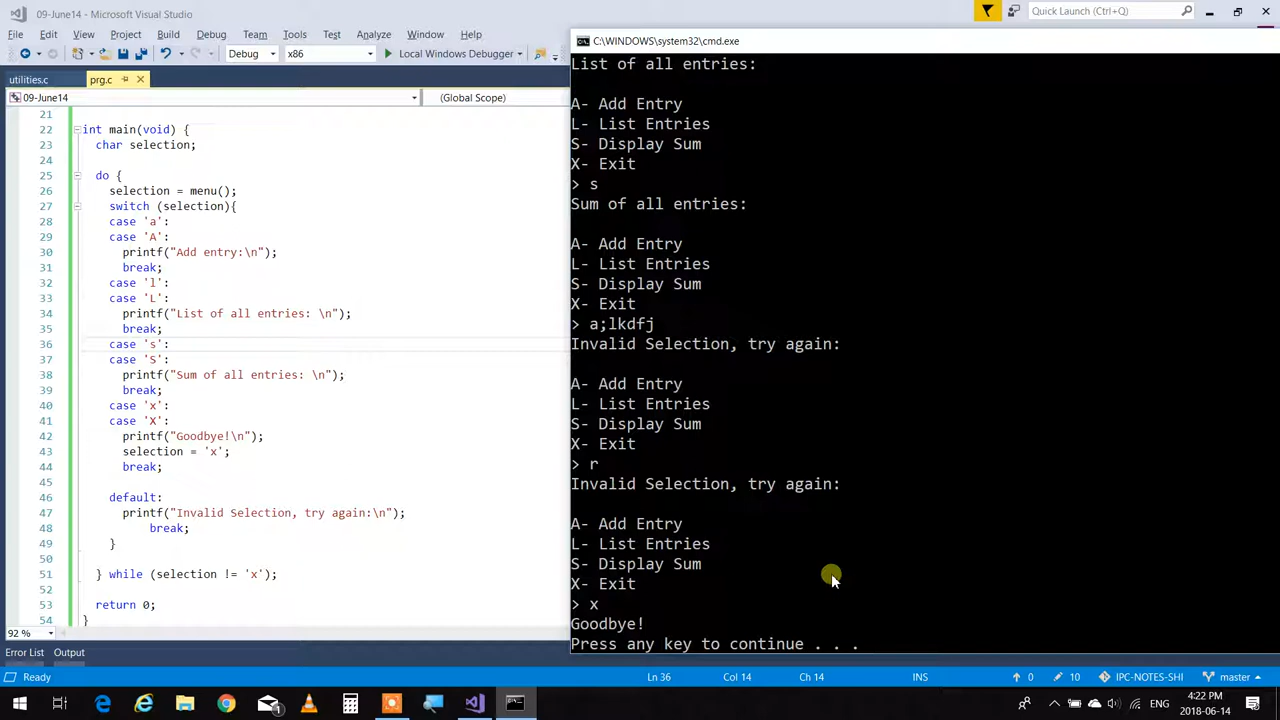 09-June14 - Microsoft Visual Studio
Quick Launch (Ctrl+Q)
File Edit View Project Build Debug Team Tools Test Analyze Window Help
Debug x86 Local Windows Debugger
utilities.c prg.c
09-June14 (Global Scope)
21
22 int main(void) {
23 char selection;
24
25 do {
26 selection = menu();
27 switch (selection){
28 case 'a':
29 case 'A':
30 printf("Add entry:\n");
31 break;
32 case 'l':
33 case 'L':
34 printf("List of all entries: \n");
35 break;
36 case 's':
37 case 'S':
38 printf("Sum of all entries: \n");
39 break;
40 case 'x':
41 case 'X':
42 printf("Goodbye!\n");
43 selection = 'x';
44 break;
45
46 default:
47 printf("Invalid Selection, try again:\n");
48 break;
49 }
50
51 } while (selection != 'x');
52
53 return 0;
54 }
92 %
C:\WINDOWS\system32\cmd.exe
List of all entries:
A- Add Entry
L- List Entries
S- Display Sum
X- Exit
> s
Sum of all entries:
A- Add Entry
L- List Entries
S- Display Sum
X- Exit
> a;lkdfj
Invalid Selection, try again:
A- Add Entry
L- List Entries
S- Display Sum
X- Exit
> r
Invalid Selection, try again:
A- Add Entry
L- List Entries
S- Display Sum
X- Exit
> x
Goodbye!
Press any key to continue . . .
Error List Output
Ready Ln 36 Col 14 Ch 14 INS 0 10 IPC-NOTES-SHI master
1 ENG 4:22 PM
2018-06-14